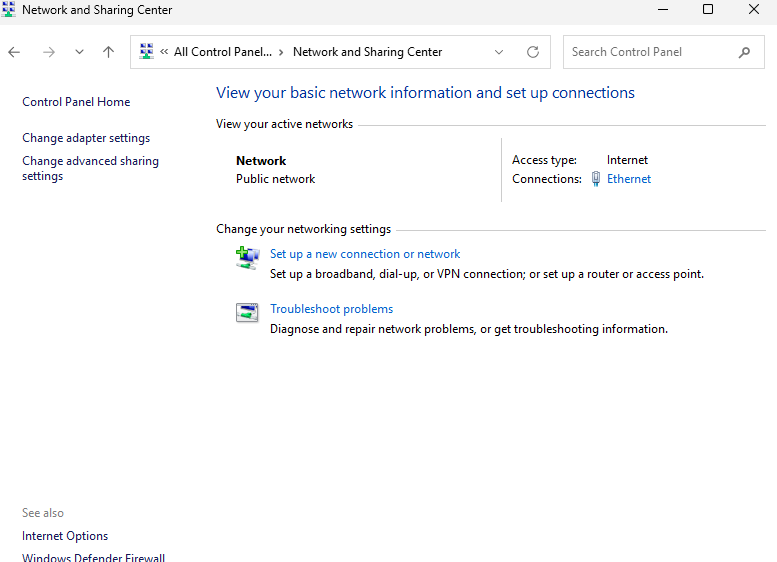 Network and Sharing Center
« All Control Panel... › Network and Sharing Center
Search Control Panel
Control Panel Home
Change adapter settings
Change advanced sharing
settings
View your basic network information and set up connections
View your active networks
Network
Public network
Access type: Internet
Connections: Ethernet
Change your networking settings
Set up a new connection or network
Set up a broadband, dial-up, or VPN connection; or set up a router or access point.
Troubleshoot problems
Diagnose and repair network problems, or get troubleshooting information.
See also
Internet Options
Windows Defender Firewall